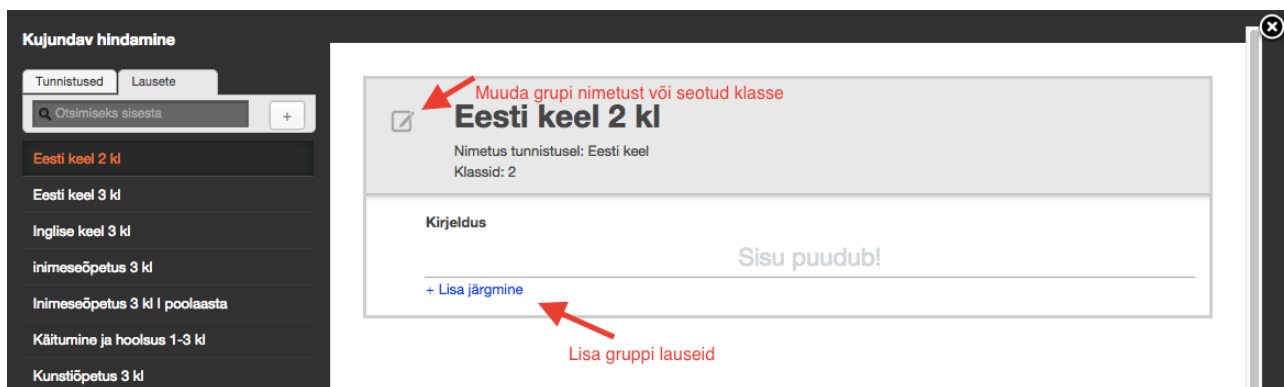 Kujundav hindamine
Tunnistused Lausete
Otsimiseks sisesta +
Eesti keel 2 kl
Eesti keel 3 kl
Inglise keel 3 kl
inimeseõpetus 3 kl
Inimeseõpetus 3 kl I poolaasta
Käitumine ja hoolsus 1-3 kl
Kunstiõpetus 3 kl
Muuda grupi nimetust või seotud klasse
Eesti keel 2 kl
Nimetus tunnistusel: Eesti keel
Klassid: 2
Kirjeldus
Sisu puudub!
+ Lisa järgmine
Lisa gruppi lauseid